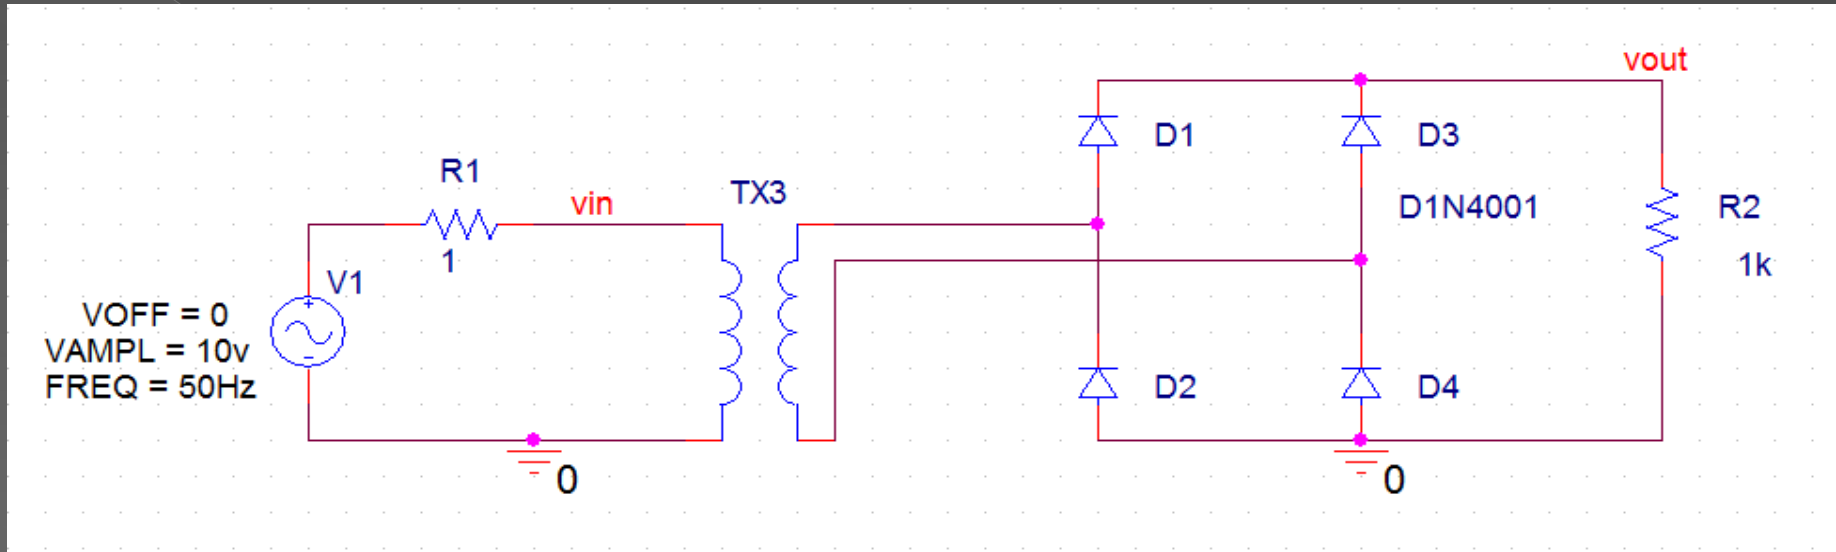 vout
D1
D3
R1
TX3
vin
D1N4001
R2
1
1k
V1
VOFF = 0
VAMPL = 10v
FREQ = 50Hz
D2
D4
0
0